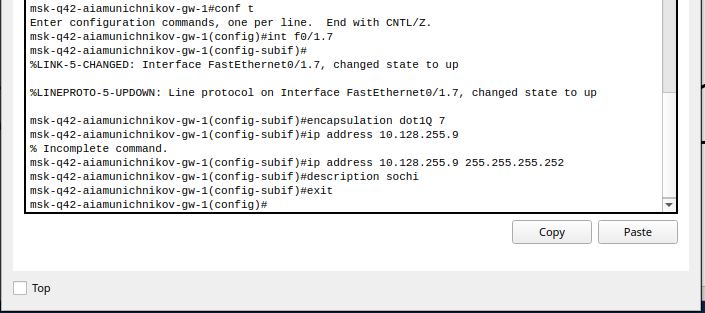 msk-q42-aiamunichnikov-gw-1#conf t
Enter configuration commands, one per line.  End with CNTL/Z.
msk-q42-aiamunichnikov-gw-1(config)#int f0/1.7
msk-q42-aiamunichnikov-gw-1(config-subif)#
%LINK-5-CHANGED: Interface FastEthernet0/1.7, changed state to up
%LINEPROTO-5-UPDOWN: Line protocol on Interface FastEthernet0/1.7, changed state to up
msk-q42-aiamunichnikov-gw-1(config-subif)#encapsulation dot1Q 7
msk-q42-aiamunichnikov-gw-1(config-subif)#ip address 10.128.255.9
% Incomplete command.
msk-q42-aiamunichnikov-gw-1(config-subif)#ip address 10.128.255.9 255.255.255.252
msk-q42-aiamunichnikov-gw-1(config-subif)#description sochi
msk-q42-aiamunichnikov-gw-1(config-subif)#exit
msk-q42-aiamunichnikov-gw-1(config)#
Copy Paste
Top